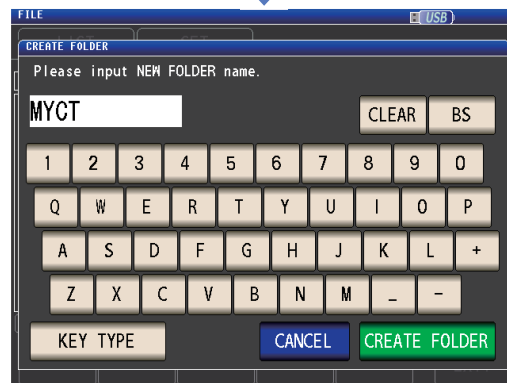 FILE
USB
CREATE FOLDER
Please input NEW FOLDER name.
MYCT
CLEAR BS
1 2 3 4 5 6 7 8 9 0
Q W E R T Y U I O P
A S D F G H J K L +
Z X C V B N M _ -
KEY TYPE CANCEL CREATE FOLDER